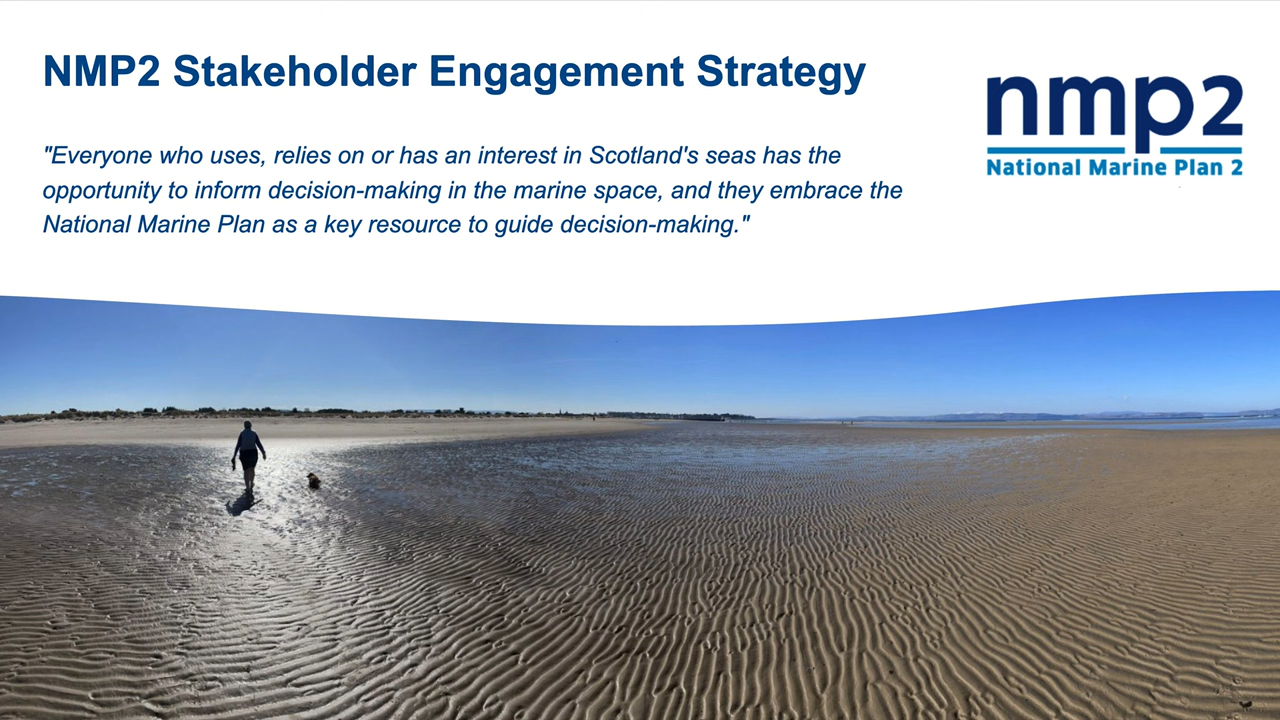 NMP2 Stakeholder Engagement Strategy
"Everyone who uses, relies on or has an interest in Scotland's seas has the
opportunity to inform decision-making in the marine space, and they embrace the
National Marine Plan as a key resource to guide decision-making."
nmp2
National Marine Plan 2